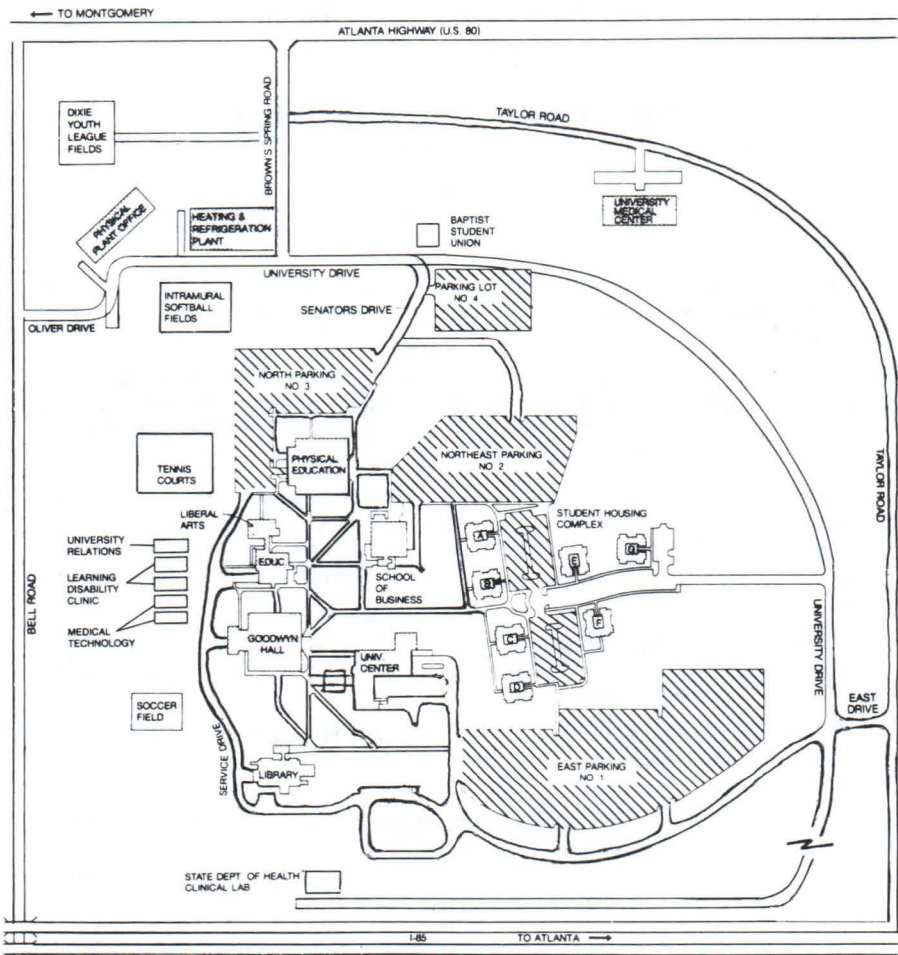 ← TO MONTGOMERY
ATLANTA HIGHWAY (U.S. 80)
DIXIE
YOUTH
LEAGUE
FIELDS
BROWN'S SPRING ROAD
TAYLOR ROAD
PHYSICAL
PLANT OFFICE
HEATING &
REFRIGERATION
PLANT
BAPTIST
STUDENT
UNION
UNIVERSITY
MEDICAL
CENTER
UNIVERSITY DRIVE
INTRAMURAL
SOFTBALL
FIELDS
PARKING LOT
NO 4
SENATORS DRIVE
OLIVER DRIVE
NORTH PARKING
NO 3
PHYSICAL
EDUCATION
NORTHEAST PARKING
NO 2
TENNIS
COURTS
TAYLOR ROAD
LIBERAL
ARTS
STUDENT HOUSING
COMPLEX
UNIVERSITY
RELATIONS
EDUC
A
E
G
LEARNING
DISABILITY
CLINIC
SCHOOL
OF
BUSINESS
B
BELL ROAD
MEDICAL
TECHNOLOGY
GOODWYN
HALL
UNIV.
CENTER
C
F
UNIVERSITY DRIVE
D
SOCCER
FIELD
EAST
DRIVE
SERVICE DRIVE
LIBRARY
EAST PARKING
NO 1
STATE DEPT OF HEALTH
CLINICAL LAB
I-85
TO ATLANTA →